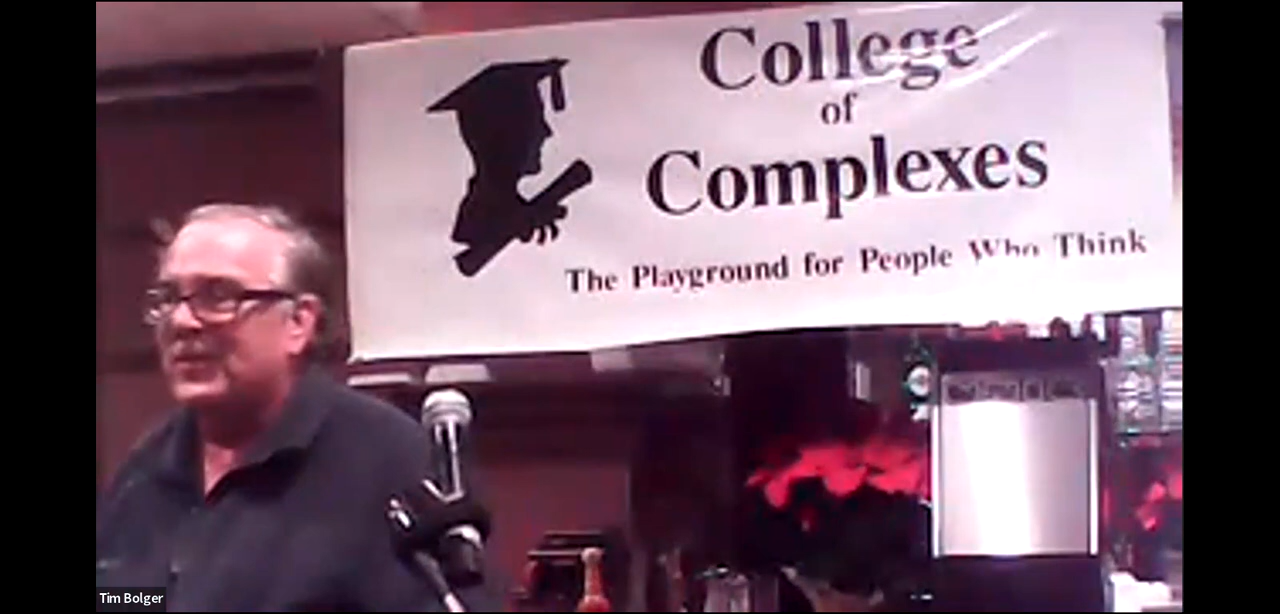 College
of
Complexes
The Playground for People Who Think
Tim Bolger